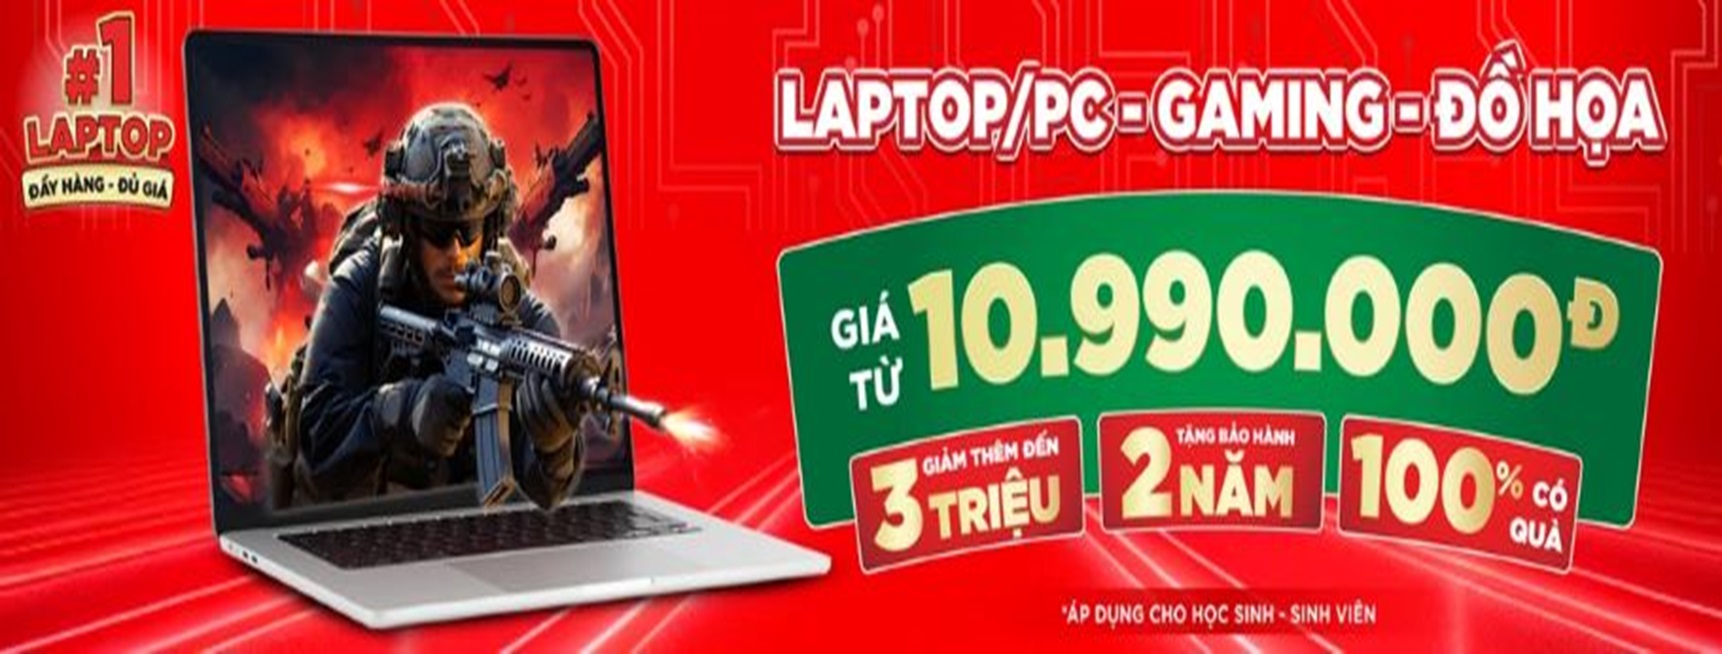 #1
LAPTOP
ĐẦY HÀNG - ĐỦ GIÁ
LAPTOP/PC - GAMING - ĐỒ HỌA
GIÁ TỪ 10.990.000Đ
GIẢM THÊM ĐẾN
3 TRIỆU
TẶNG BẢO HÀNH
2 NĂM
100% CÓ
QUÀ
*ÁP DỤNG CHO HỌC SINH - SINH VIÊN